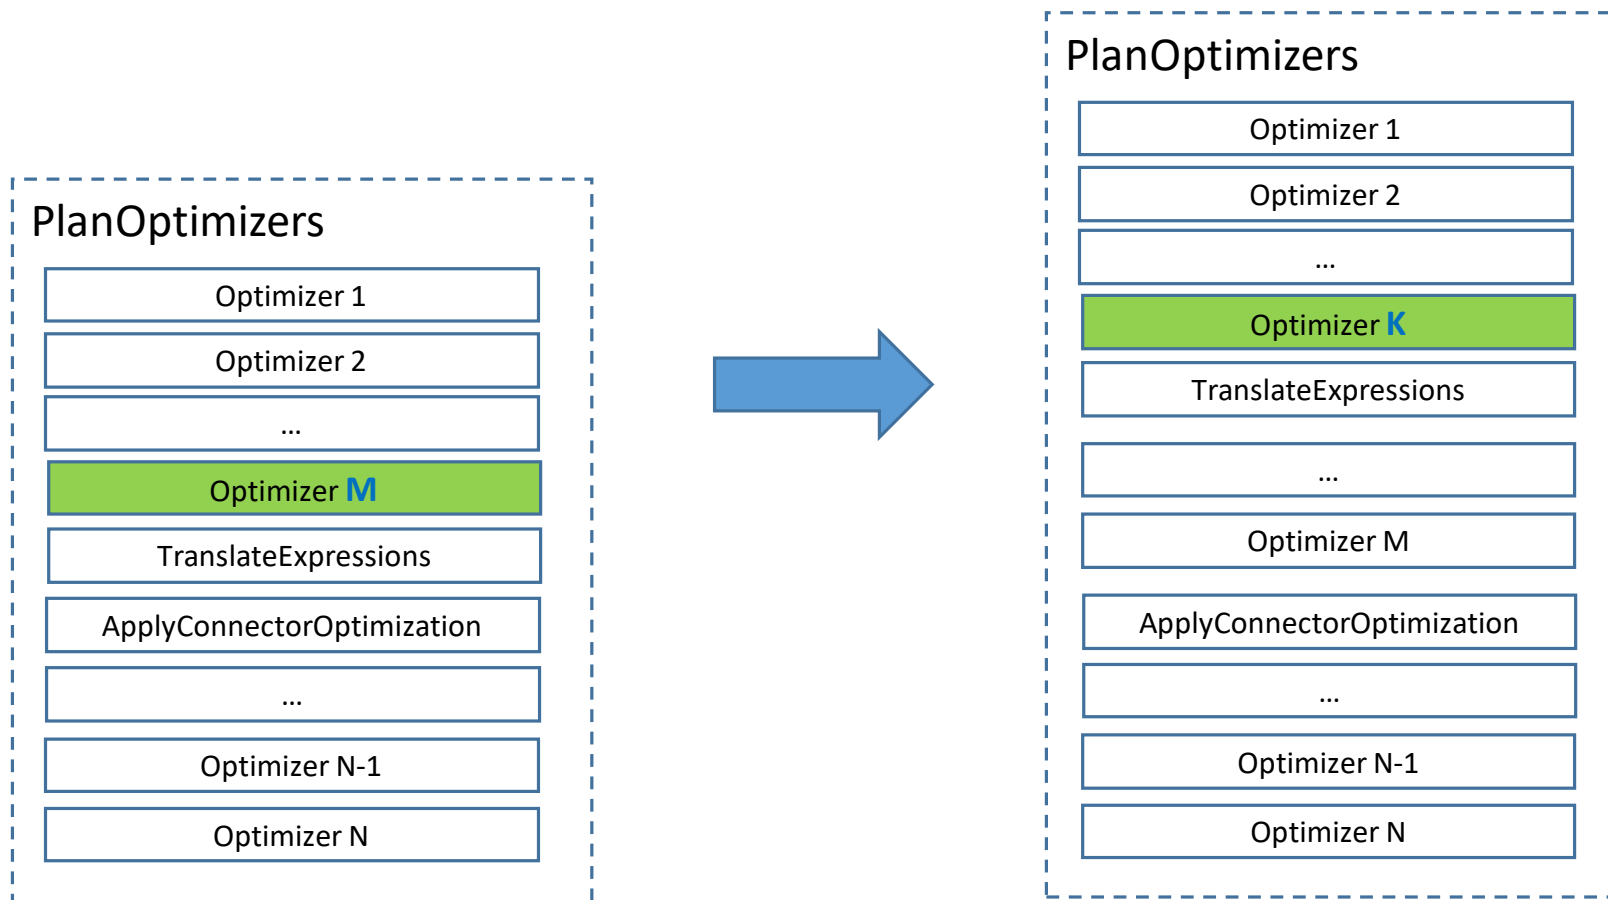 PlanOptimizers
Optimizer 1
Optimizer 2
...
Optimizer M
TranslateExpressions
ApplyConnectorOptimization
...
Optimizer N-1
Optimizer N
PlanOptimizers
Optimizer 1
Optimizer 2
...
Optimizer K
TranslateExpressions
...
Optimizer M
ApplyConnectorOptimization
...
Optimizer N-1
Optimizer N